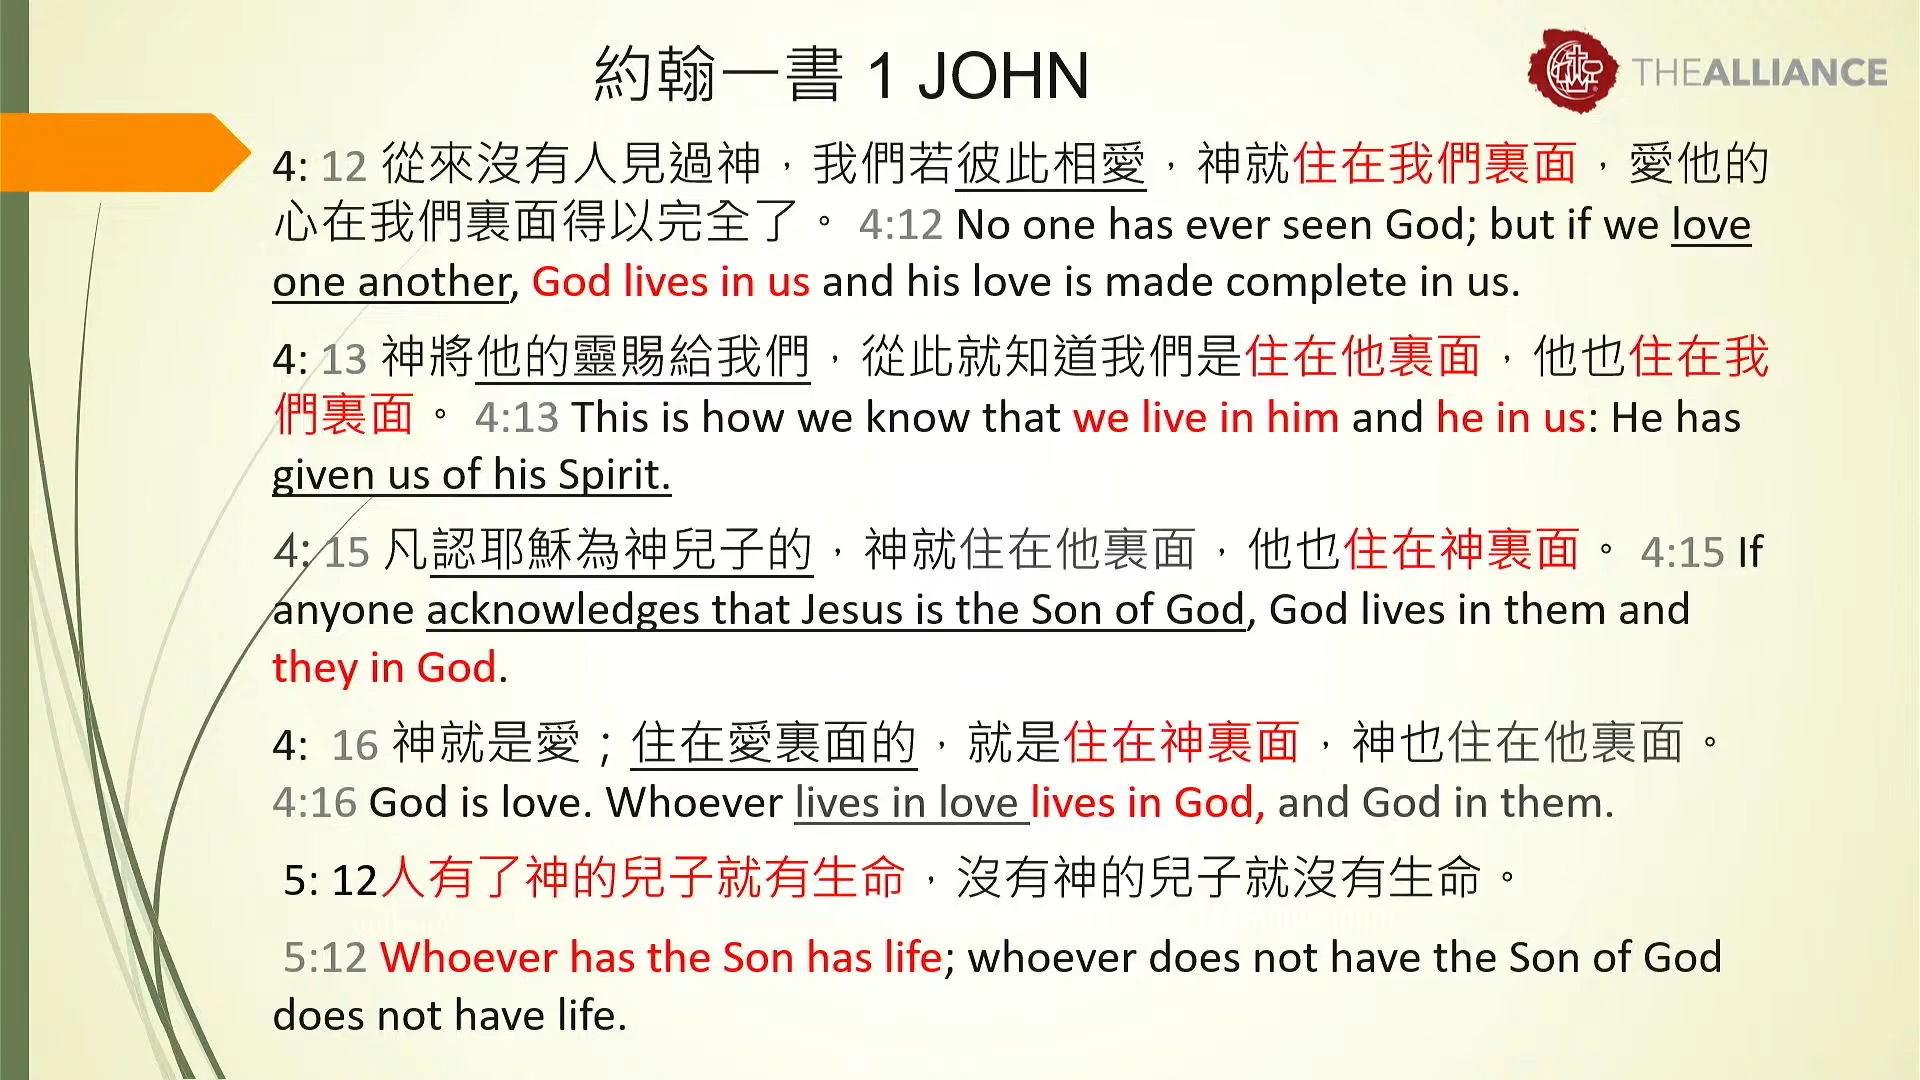 約翰一書 1 JOHN
THEALLIANCE
4: 12 從來沒有人見過神，我們若彼此相愛，神就住在我們裏面，愛他的
心在我們裏面得以完全了。 4:12 No one has ever seen God; but if we love
one another, God lives in us and his love is made complete in us.
4: 13 神將他的靈賜給我們，從此就知道我們是住在他裏面，他也住在我
們裏面。 4:13 This is how we know that we live in him and he in us: He has
given us of his Spirit.
4: 15 凡認耶穌為神兒子的，神就住在他裏面，他也住在神裏面。 4:15 If
anyone acknowledges that Jesus is the Son of God, God lives in them and
they in God.
4: 16 神就是愛；住在愛裏面的，就是住在神裏面，神也住在他裏面。
4:16 God is love. Whoever lives in love lives in God, and God in them.
5: 12人有了神的兒子就有生命，沒有神的兒子就沒有生命。
5:12 Whoever has the Son has life; whoever does not have the Son of God
does not have life.